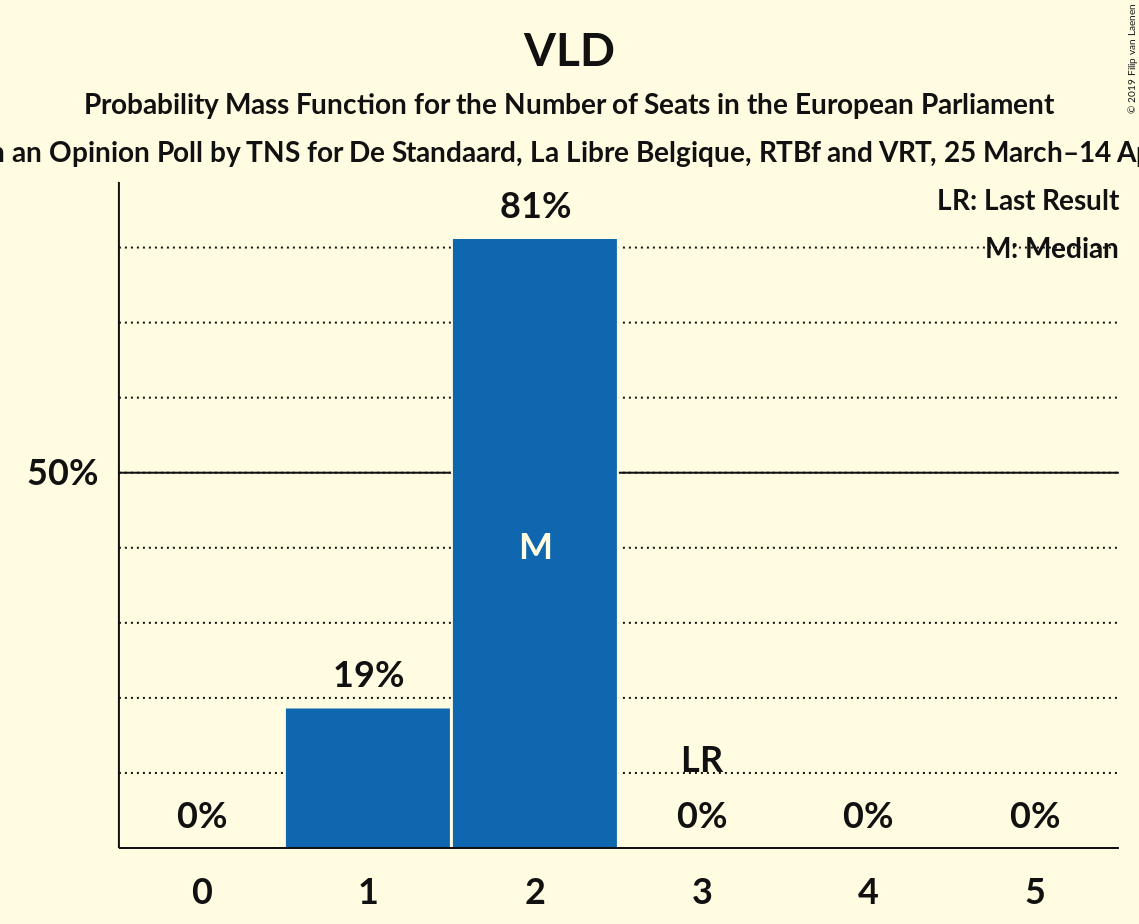 VLD
Probability Mass Function for the Number of Seats in the European Parliament
an Opinion Poll by TNS for De Standaard, La Libre Belgique, RTBf and VRT, 25 March–14
© 2019 Filip van Laenen
LR: Last Result
M: Median
81%
50%
M
19%
LR
0% 0% 0% 0%
0 1 2 3 4 5